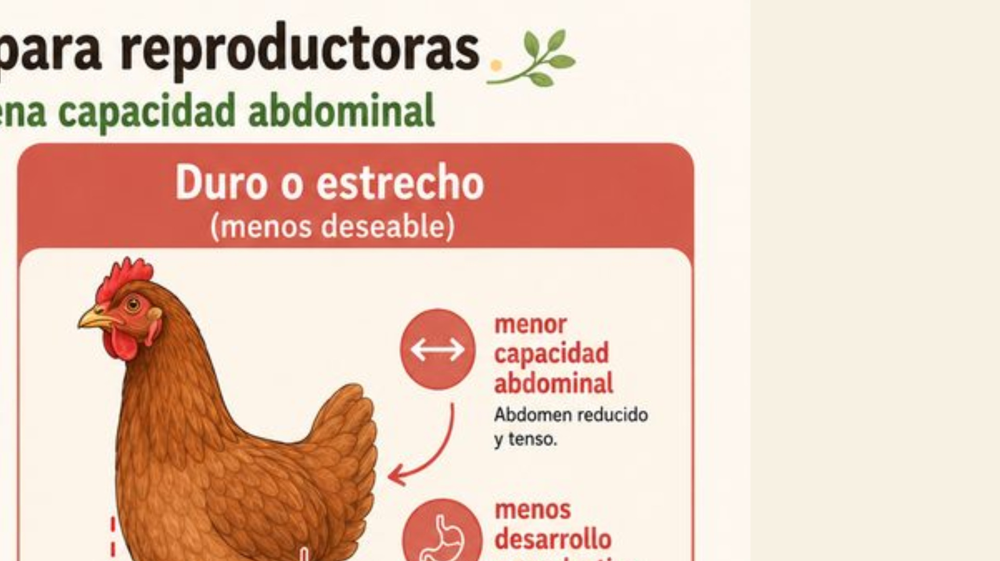 para reproductoras
ena capacidad abdominal
Duro o estrecho
(menos deseable)
menor
capacidad
abdominal
Abdomen reducido
y tenso.
menos
desarrollo